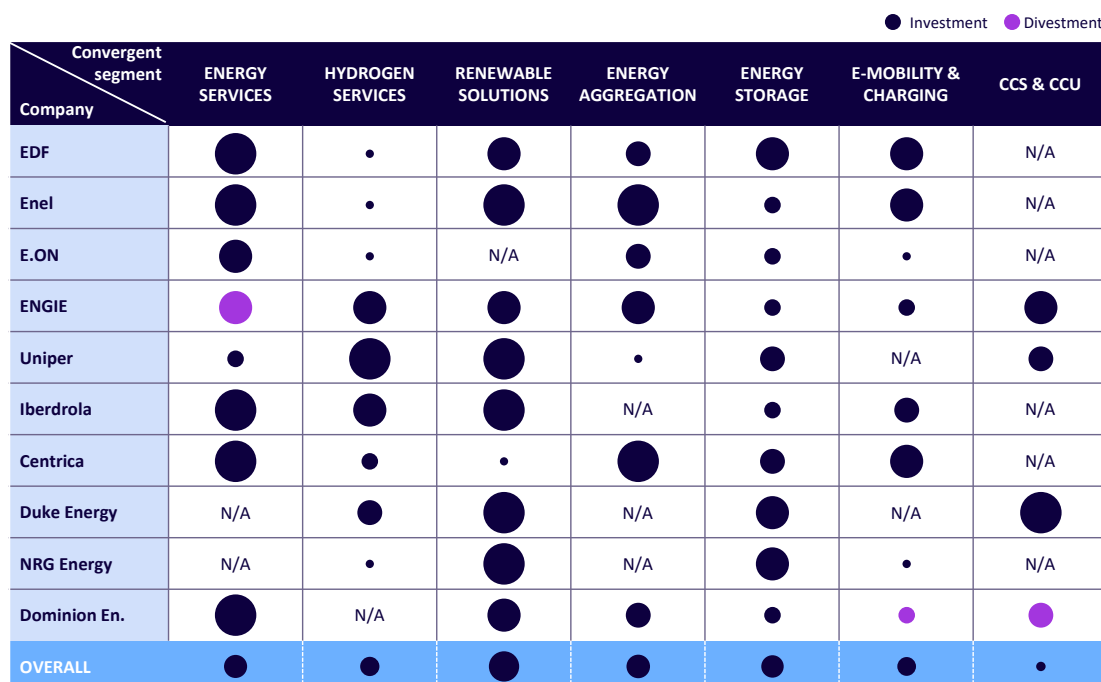 Investment Divestment
Convergent segment
Company
ENERGY SERVICES
HYDROGEN SERVICES
RENEWABLE SOLUTIONS
ENERGY AGGREGATION
ENERGY STORAGE
E-MOBILITY & CHARGING
CCS & CCU
EDF N/A
Enel N/A
E.ON N/A N/A
ENGIE
Uniper N/A
Iberdrola N/A N/A
Centrica N/A
Duke Energy N/A N/A N/A
NRG Energy N/A N/A N/A
Dominion En. N/A
OVERALL